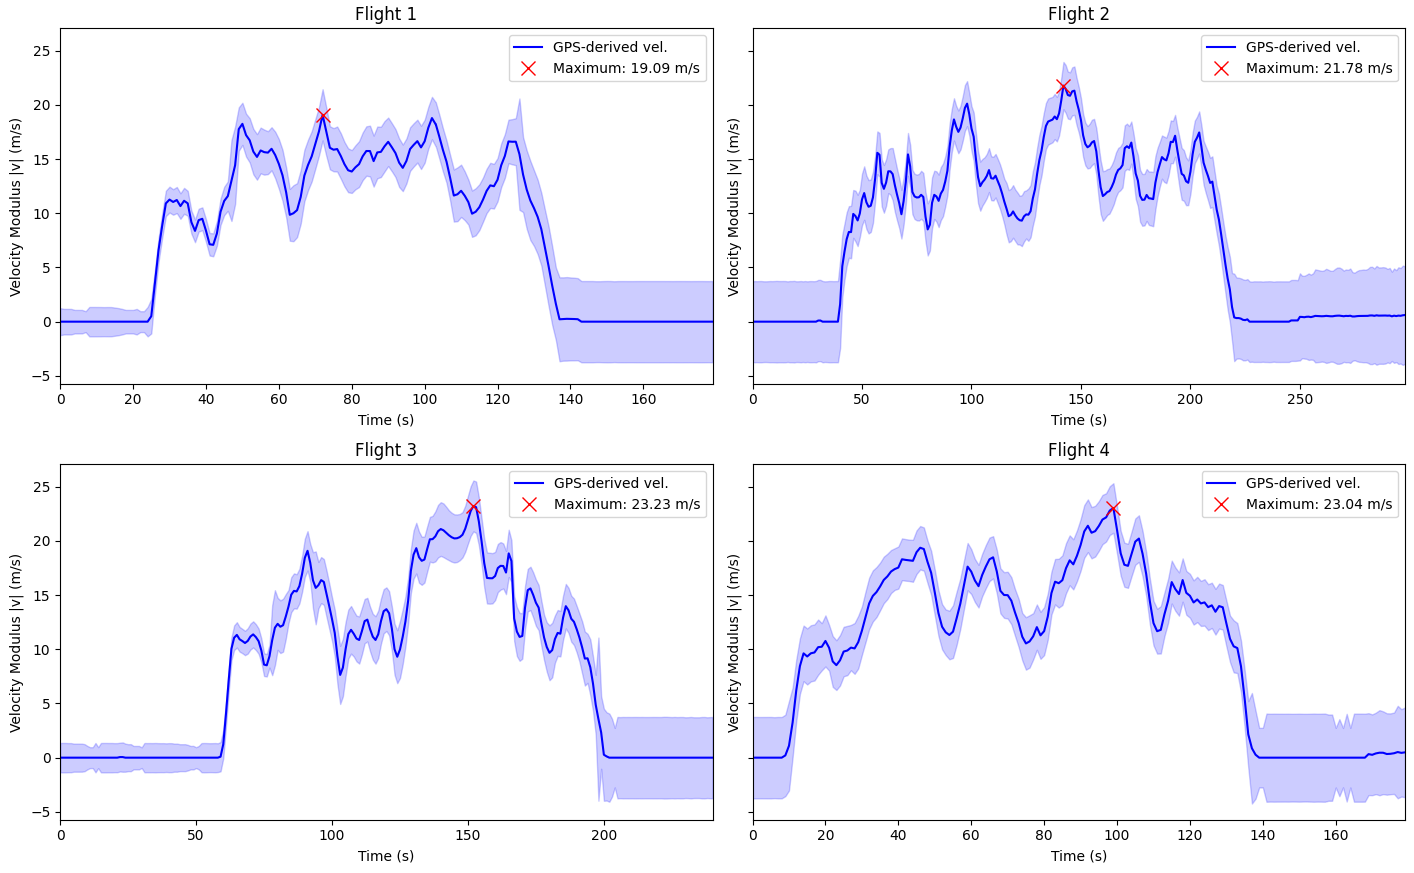 Flight 1
GPS-derived vel.
Maximum: 19.09 m/s
Velocity Modulus |v| (m/s)
25
20
15
10
5
0
−5
0 20 40 60 80 100 120 140 160
Time (s)
Flight 2
GPS-derived vel.
Maximum: 21.78 m/s
Velocity Modulus |v| (m/s)
0 50 100 150 200 250
Time (s)
Flight 3
GPS-derived vel.
Maximum: 23.23 m/s
Velocity Modulus |v| (m/s)
25
20
15
10
5
0
−5
0 50 100 150 200
Time (s)
Flight 4
GPS-derived vel.
Maximum: 23.04 m/s
Velocity Modulus |v| (m/s)
0 20 40 60 80 100 120 140 160
Time (s)